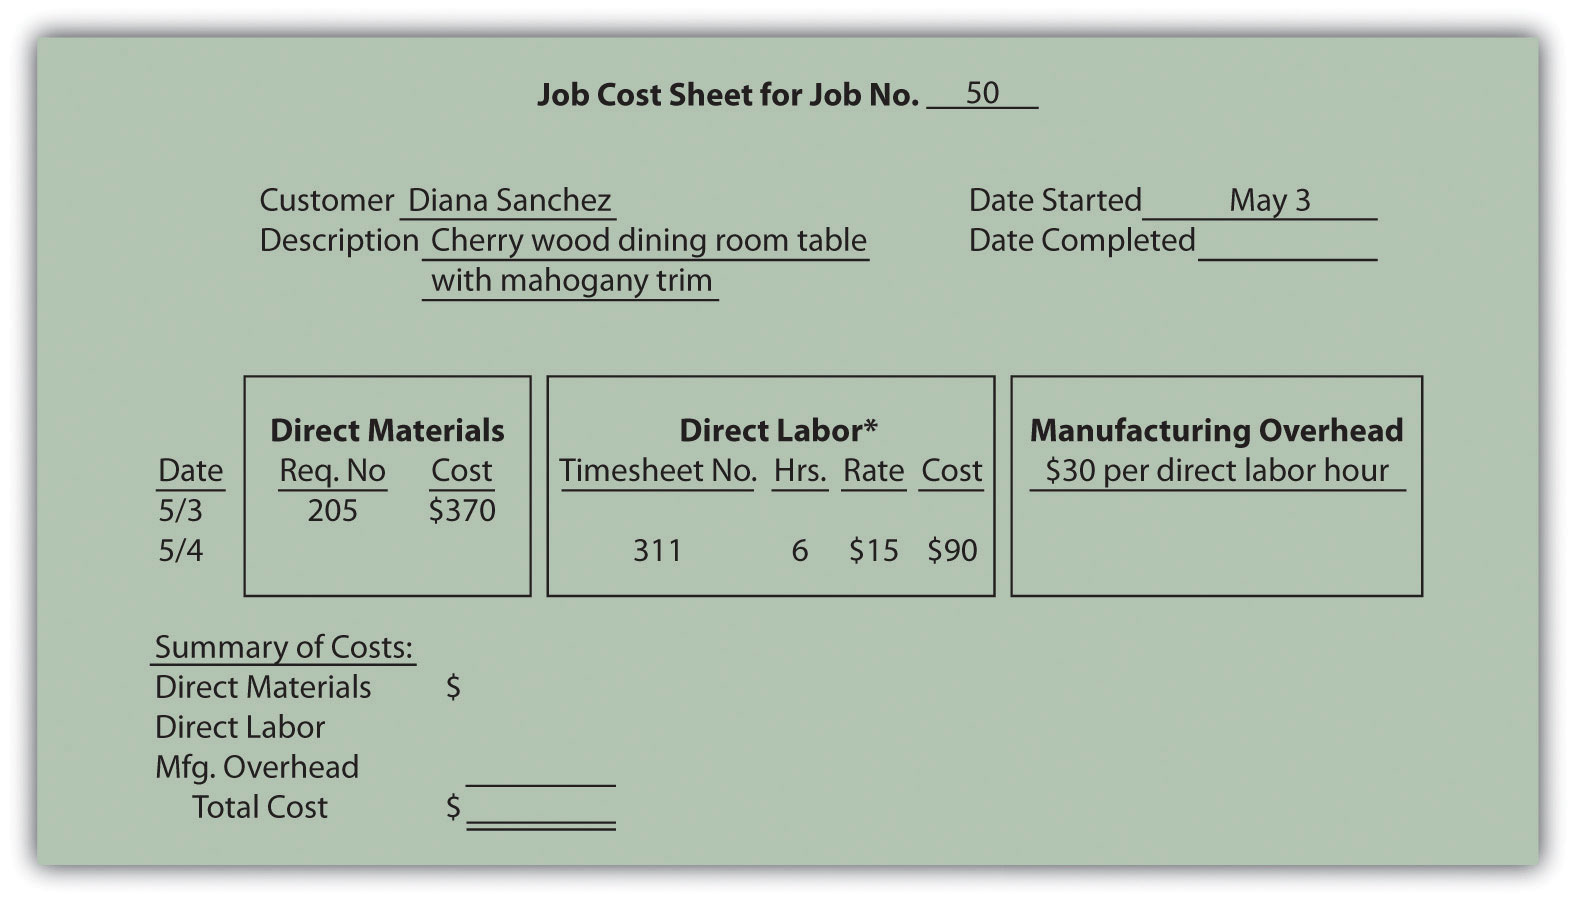 Job Cost Sheet for Job No. 50
Customer Diana Sanchez Date Started May 3
Description Cherry wood dining room table Date Completed
with mahogany trim
Direct Materials Direct Labor* Manufacturing Overhead
Date Req. No Cost Timesheet No. Hrs. Rate Cost $30 per direct labor hour
5/3 205 $370
5/4 311 6 $15 $90
Summary of Costs:
Direct Materials $
Direct Labor
Mfg. Overhead
Total Cost $